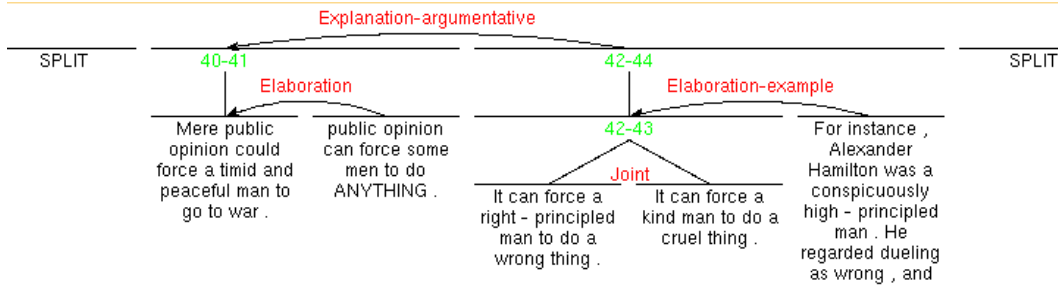 Explanation-argumentative
SPLIT
40-41
42-44
SPLIT
Elaboration
Elaboration-example
Mere public
opinion could
force a timid and
peaceful man to
go to war .
public opinion
can force some
men to do
ANYTHING .
42-43
Joint
It can force a
right - principled
man to do a
wrong thing .
It can force a
kind man to do a
cruel thing .
For instance ,
Alexander
Hamilton was a
conspicuously
high - principled
man . He
regarded dueling
as wrong , and